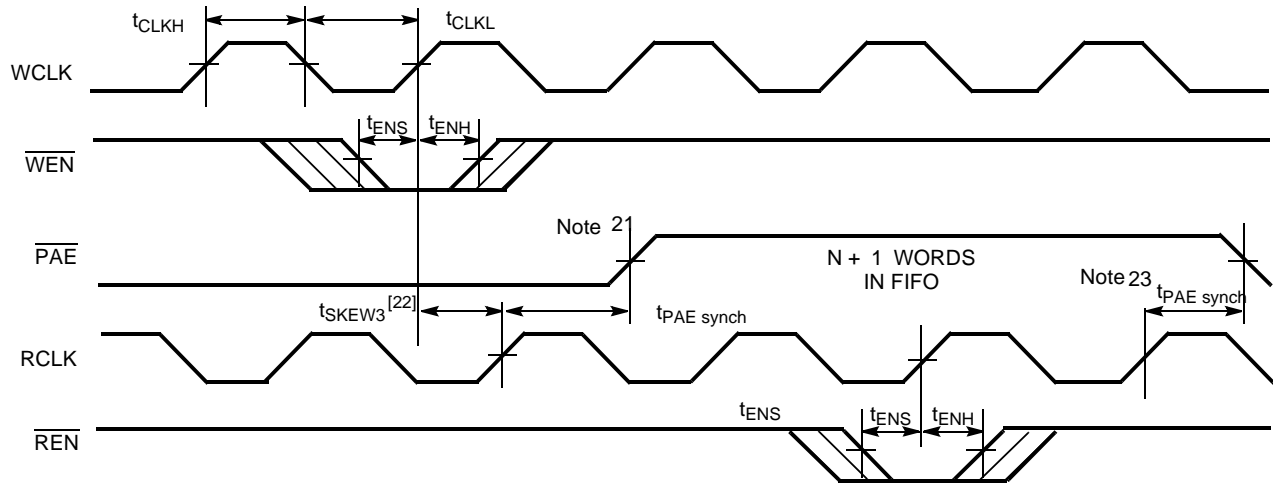 tCLKH tCLKL
WCLK
tENS tENH
WEN
Note 21
PAE
N + 1 WORDS
IN FIFO
Note 23
tSKEW3 [22] tPAE synch tPAE synch
RCLK
tENS tENS tENH
REN